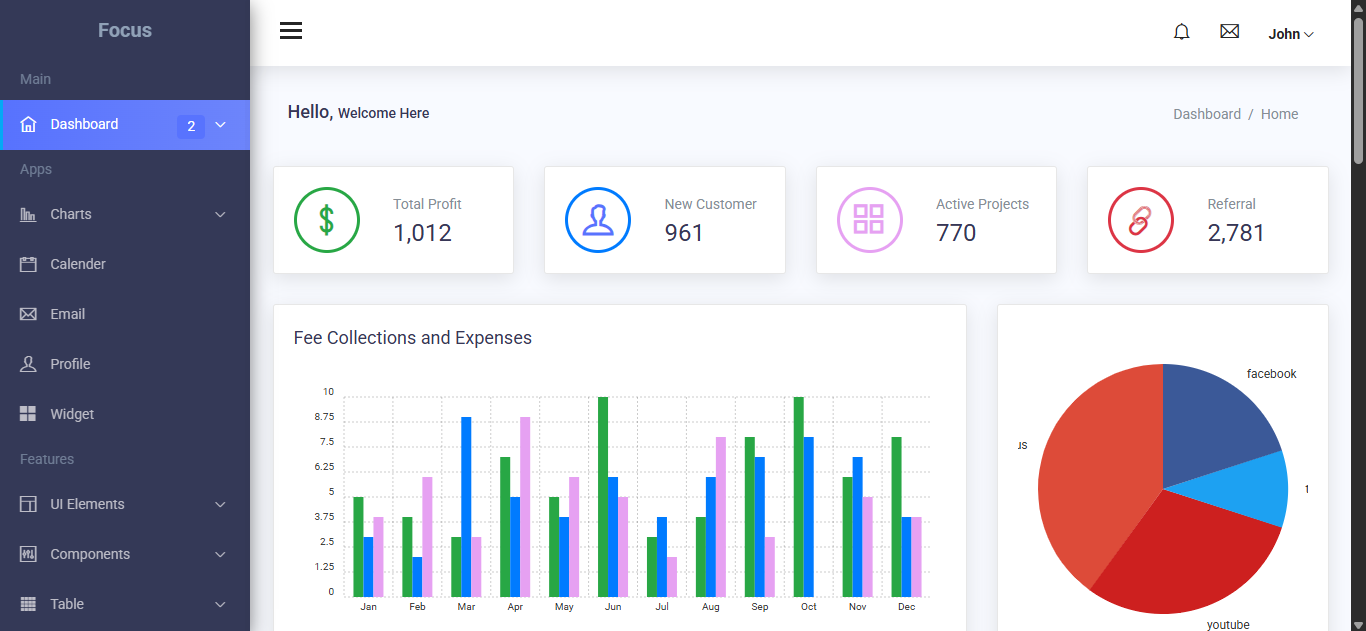 Focus
Main
Dashboard 2
Apps
Charts
Calender
Email
Profile
Widget
Features
UI Elements
Components
Table
John
Hello, Welcome Here
Dashboard / Home
Total Profit
1,012
New Customer
961
Active Projects
770
Referral
2,781
Fee Collections and Expenses
10
8.75
7.5
6.25
5
3.75
2.5
1.25
0
Jan Feb Mar Apr May Jun Jul Aug Sep Oct Nov Dec
facebook
us
1
youtube